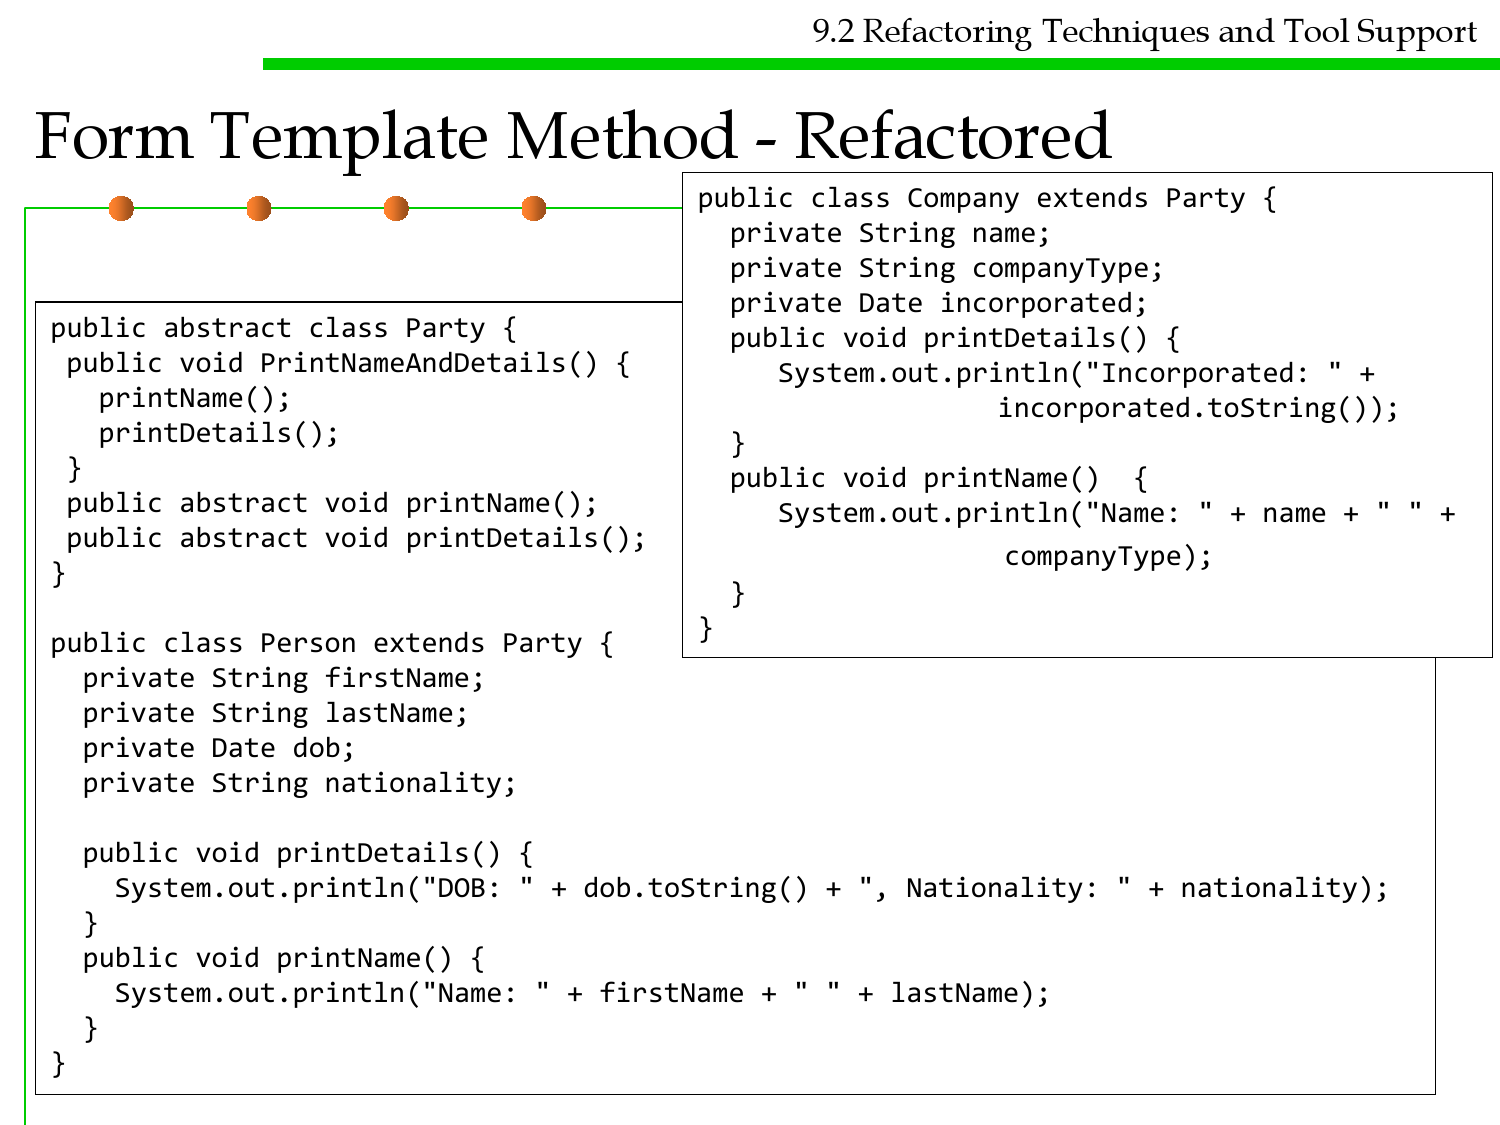 9.2 Refactoring Techniques and Tool Support
Form Template Method - Refactored
public abstract class Party {
 public void PrintNameAndDetails() {
   printName();
   printDetails();
 }
 public abstract void printName();
 public abstract void printDetails();
}
public class Person extends Party {
  private String firstName;
  private String lastName;
  private Date dob;
  private String nationality;
  public void printDetails() {
    System.out.println("DOB: " + dob.toString() + ", Nationality: " + nationality);
  }
  public void printName() {
    System.out.println("Name: " + firstName + " " + lastName);
  }
}
public class Company extends Party {
  private String name;
  private String companyType;
  private Date incorporated;
  public void printDetails() {
     System.out.println("Incorporated: " +
                   incorporated.toString());
  }
  public void printName()  {
     System.out.println("Name: " + name + " " +
                   companyType);
  }
}